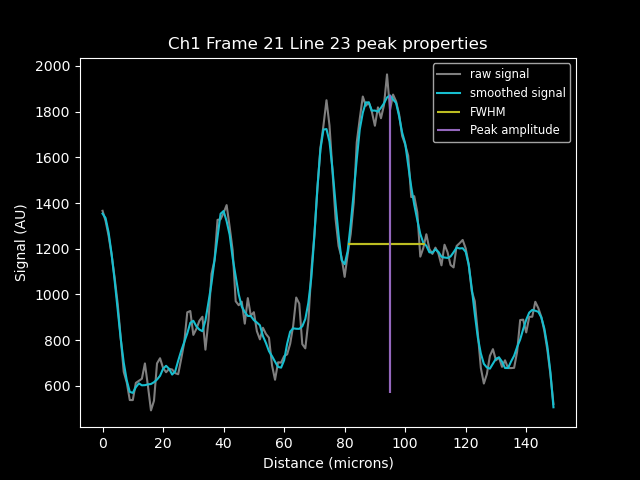 Ch1 Frame 21 Line 23 peak properties
raw signal
smoothed signal
FWHM
Peak amplitude
Signal (AU)
2000
1800
1600
1400
1200
1000
800
600
0 20 40 60 80 100 120 140
Distance (microns)